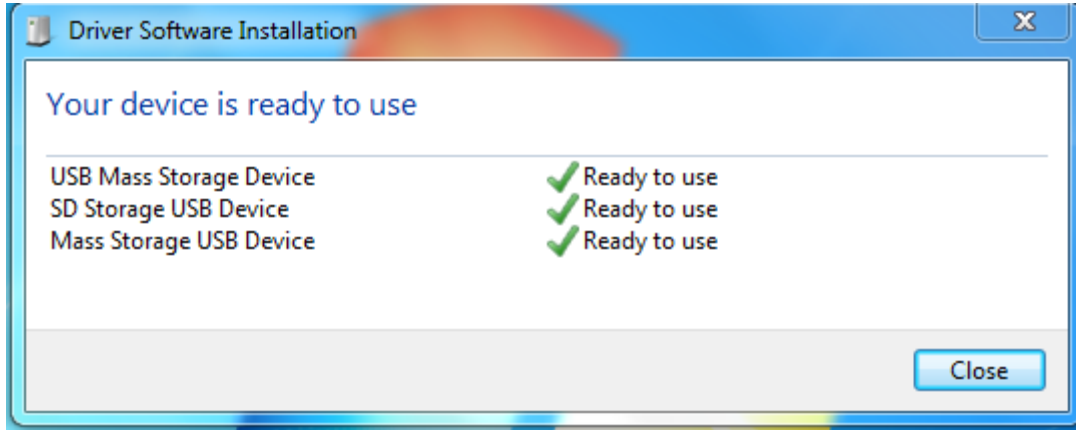 Driver Software Installation
Your device is ready to use
USB Mass Storage Device Ready to use
SD Storage USB Device Ready to use
Mass Storage USB Device Ready to use
Close